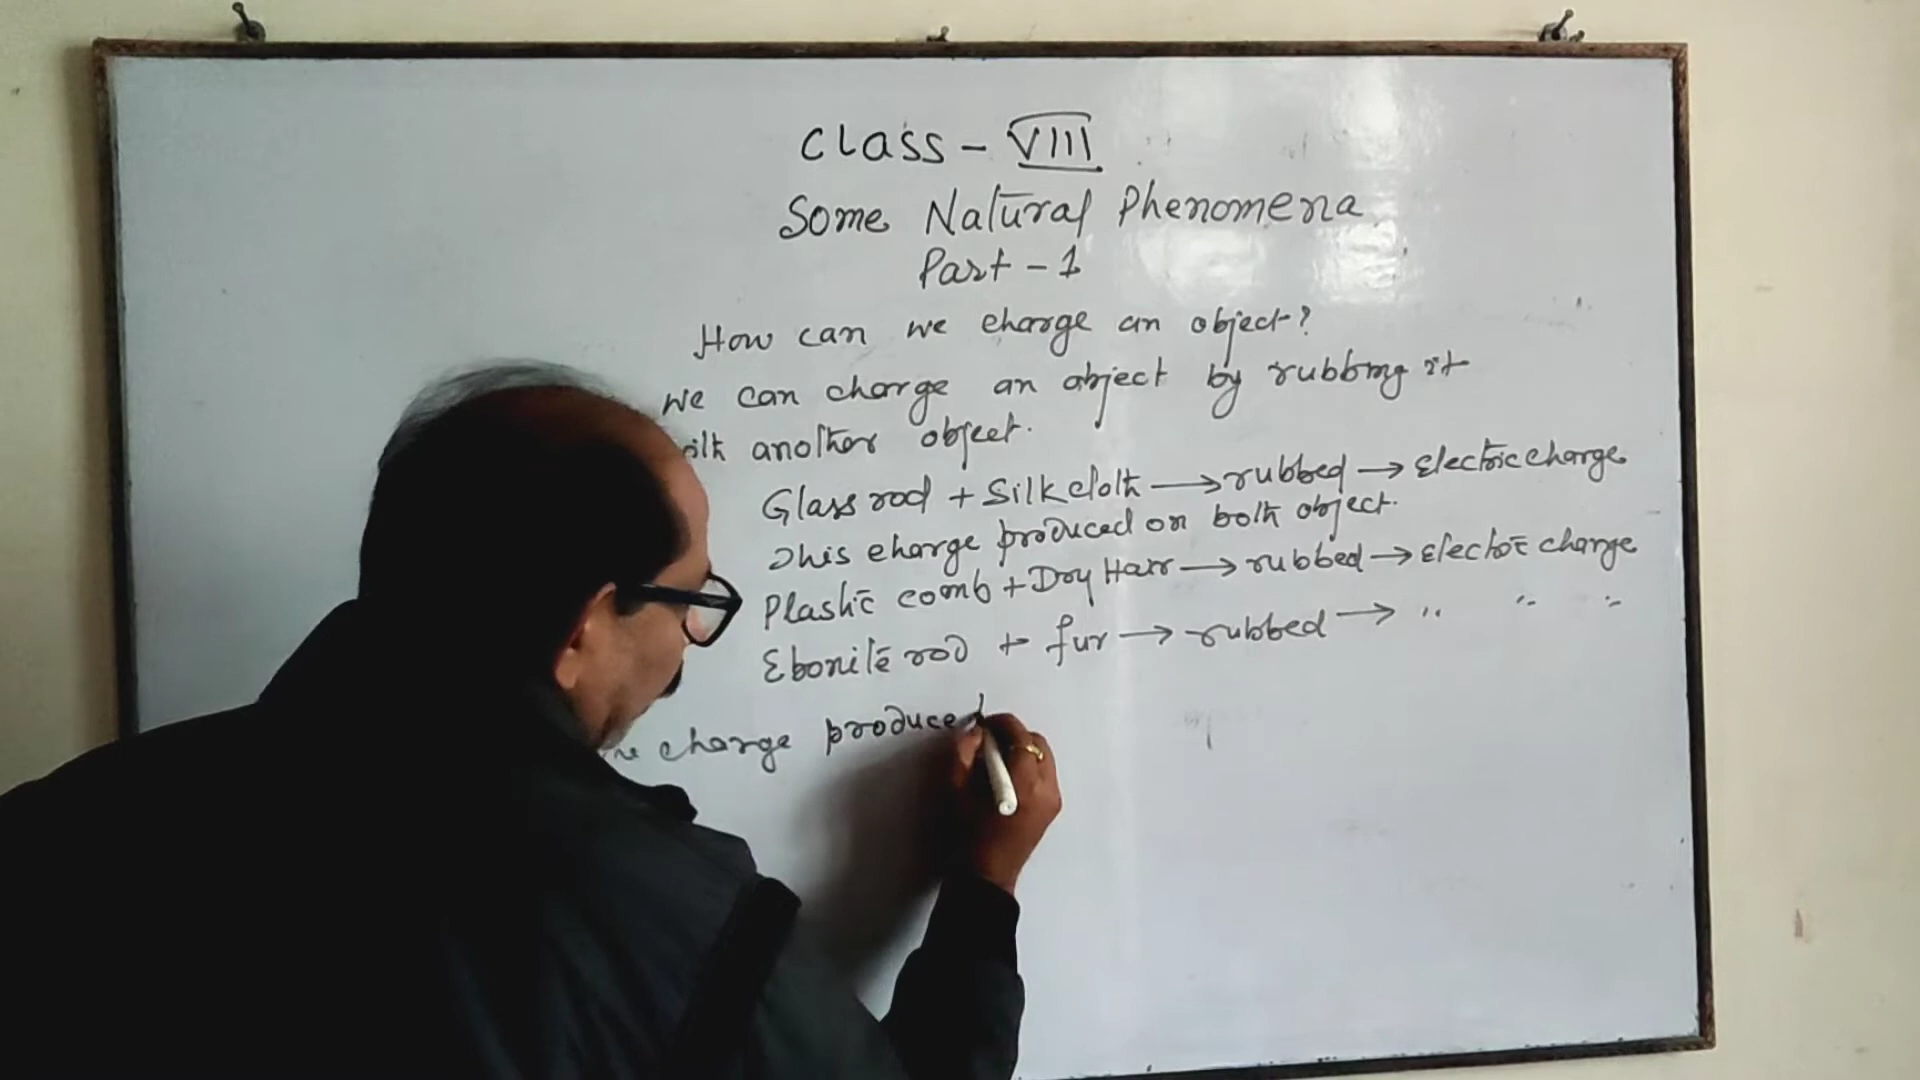 Class - VIII
Some Natural Phenomena
Part - 1
How can we charge an object?
We can charge an object by rubbing it
another object.
Glass rod + Silk cloth → rubbed → Electric charge
This charge produced on both object.
Plastic comb + Dry Hair → rubbed → Electric charge
Ebonite rod + fur → rubbed → " " "
charge produced